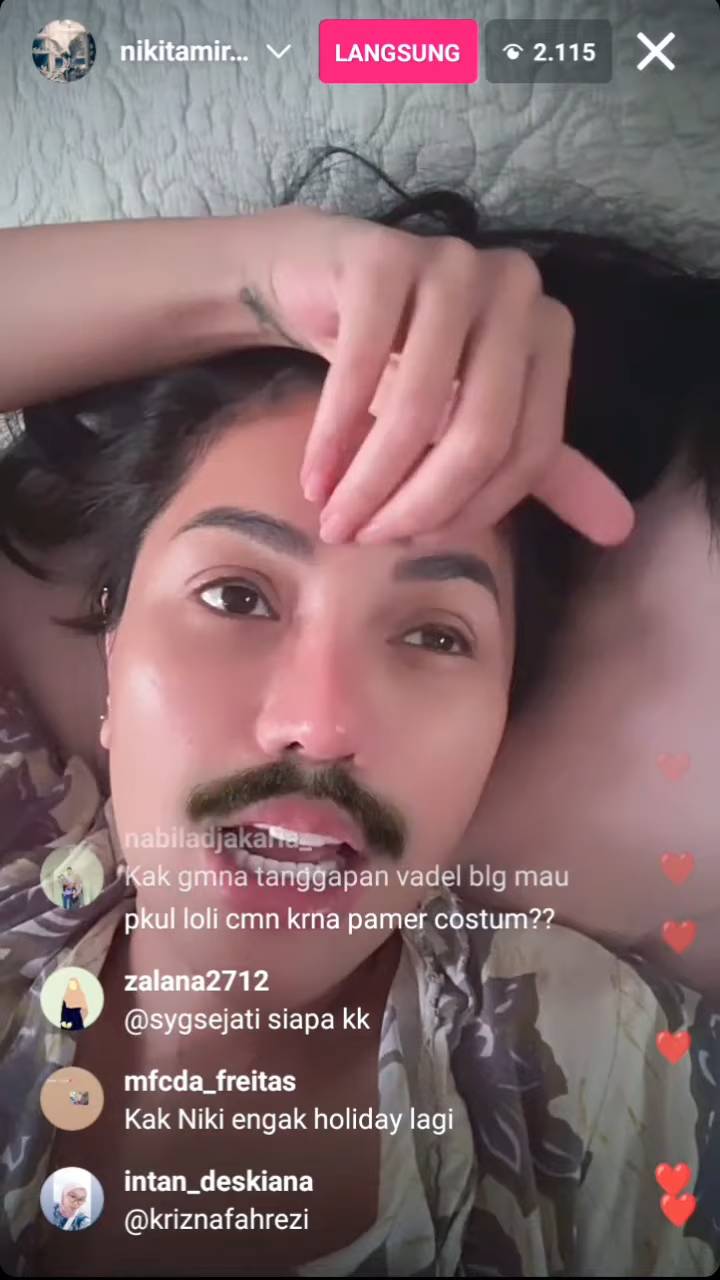 nikitamir...
LANGSUNG
2.115
nabiladjakarta_
Kak gmna tanggapan vadel blg mau
pkul loli cmn krna pamer costum??
zalana2712
@sygsejati siapa kk
mfcda_freitas
Kak Niki engak holiday lagi
intan_deskiana
@kriznafahrezi